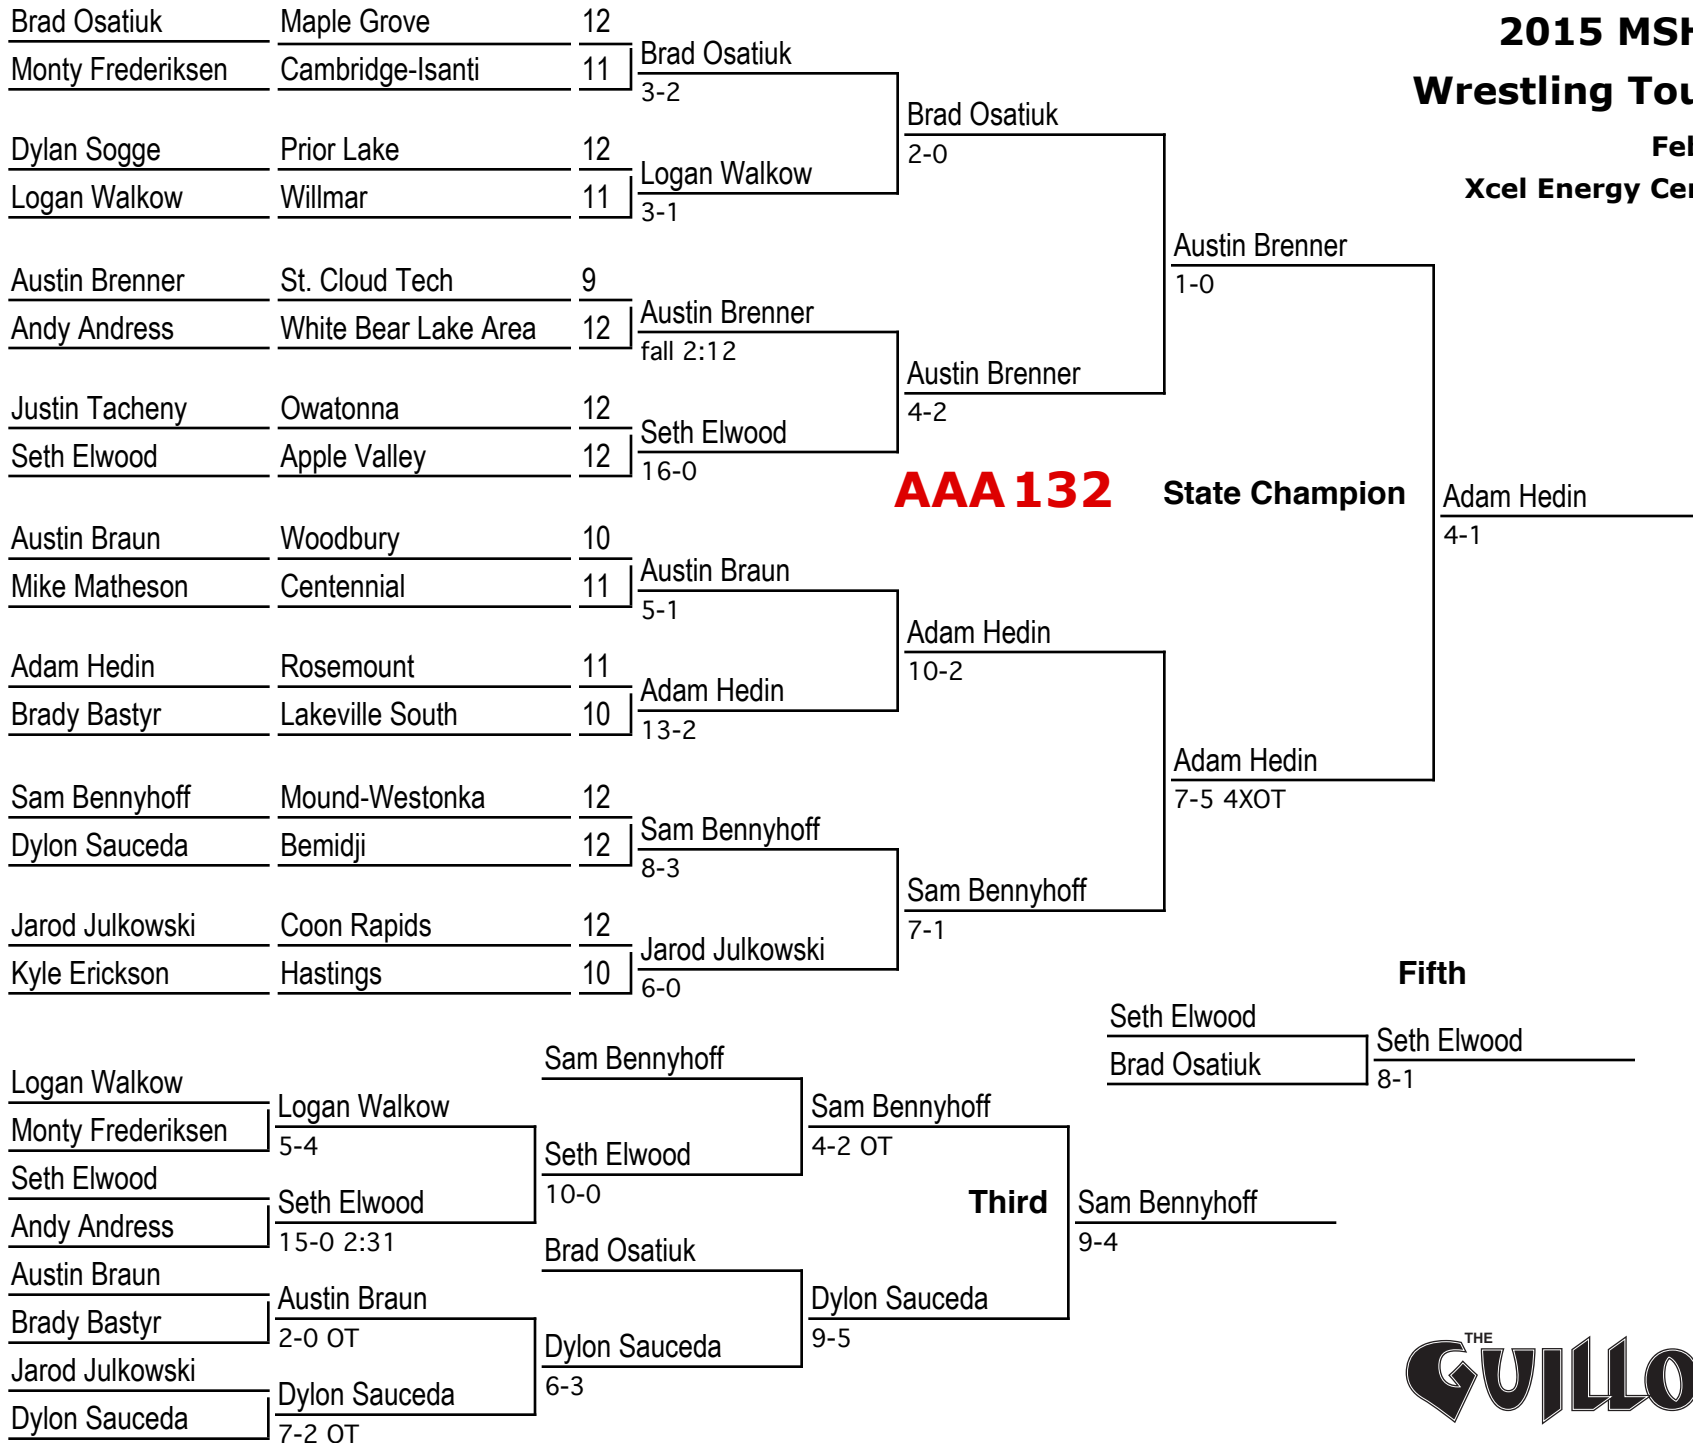 2015 MSH
Wrestling Tou
Feb
Xcel Energy Cen
Brad Osatiuk Maple Grove 12
Monty Frederiksen Cambridge-Isanti 11
Brad Osatiuk
3-2
Dylan Sogge Prior Lake 12
Logan Walkow Willmar 11
Logan Walkow
3-1
Brad Osatiuk
2-0
Austin Brenner St. Cloud Tech 9
Andy Andress White Bear Lake Area 12
Austin Brenner
fall 2:12
Justin Tacheny Owatonna 12
Seth Elwood Apple Valley 12
Seth Elwood
16-0
Austin Brenner
4-2
Austin Brenner
1-0
AAA 132
State Champion
Adam Hedin
4-1
Austin Braun Woodbury 10
Mike Matheson Centennial 11
Austin Braun
5-1
Adam Hedin Rosemount 11
Brady Bastyr Lakeville South 10
Adam Hedin
13-2
Adam Hedin
10-2
Sam Bennyhoff Mound-Westonka 12
Dylon Sauceda Bemidji 12
Sam Bennyhoff
8-3
Jarod Julkowski Coon Rapids 12
Kyle Erickson Hastings 10
Jarod Julkowski
6-0
Sam Bennyhoff
7-1
Adam Hedin
7-5 4XOT
Fifth
Seth Elwood
Brad Osatiuk
Seth Elwood
8-1
Logan Walkow
Monty Frederiksen
Logan Walkow
5-4
Seth Elwood
Andy Andress
Seth Elwood
15-0 2:31
Austin Braun
Brady Bastyr
Austin Braun
2-0 OT
Jarod Julkowski
Dylon Sauceda
Dylon Sauceda
7-2 OT
Sam Bennyhoff
Seth Elwood
10-0
Brad Osatiuk
Dylon Sauceda
6-3
Sam Bennyhoff
4-2 OT
Dylon Sauceda
9-5
Third
Sam Bennyhoff
9-4
THE
GUILLO